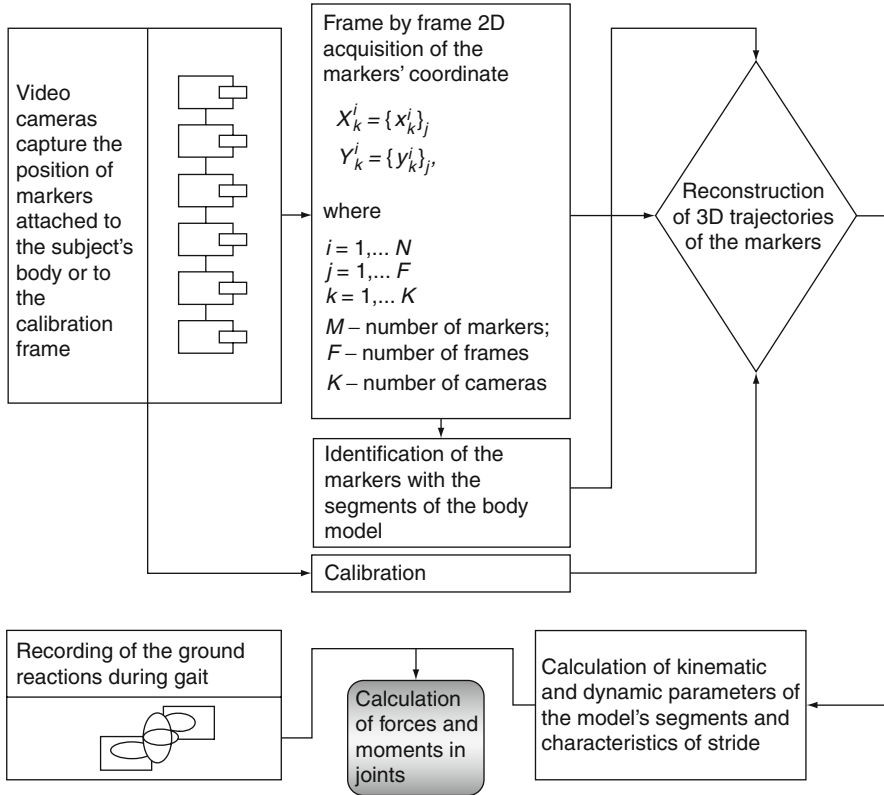 Video
cameras
capture the
position of
markers
attached to
the subject's
body or to
the
calibration
frame
Frame by frame 2D
acquisition of the
markers' coordinate
X_k^i = {x_k^i}_j
Y_k^i = {y_k^i}_j,
where
i = 1,... N
j = 1,... F
k = 1,... K
M – number of markers;
F – number of frames
K – number of cameras
Identification of the
markers with the
segments of the body
model
Calibration
Reconstruction
of 3D trajectories
of the markers
Recording of the ground
reactions during gait
Calculation
of forces and
moments in
joints
Calculation of kinematic
and dynamic parameters of
the model's segments and
characteristics of stride